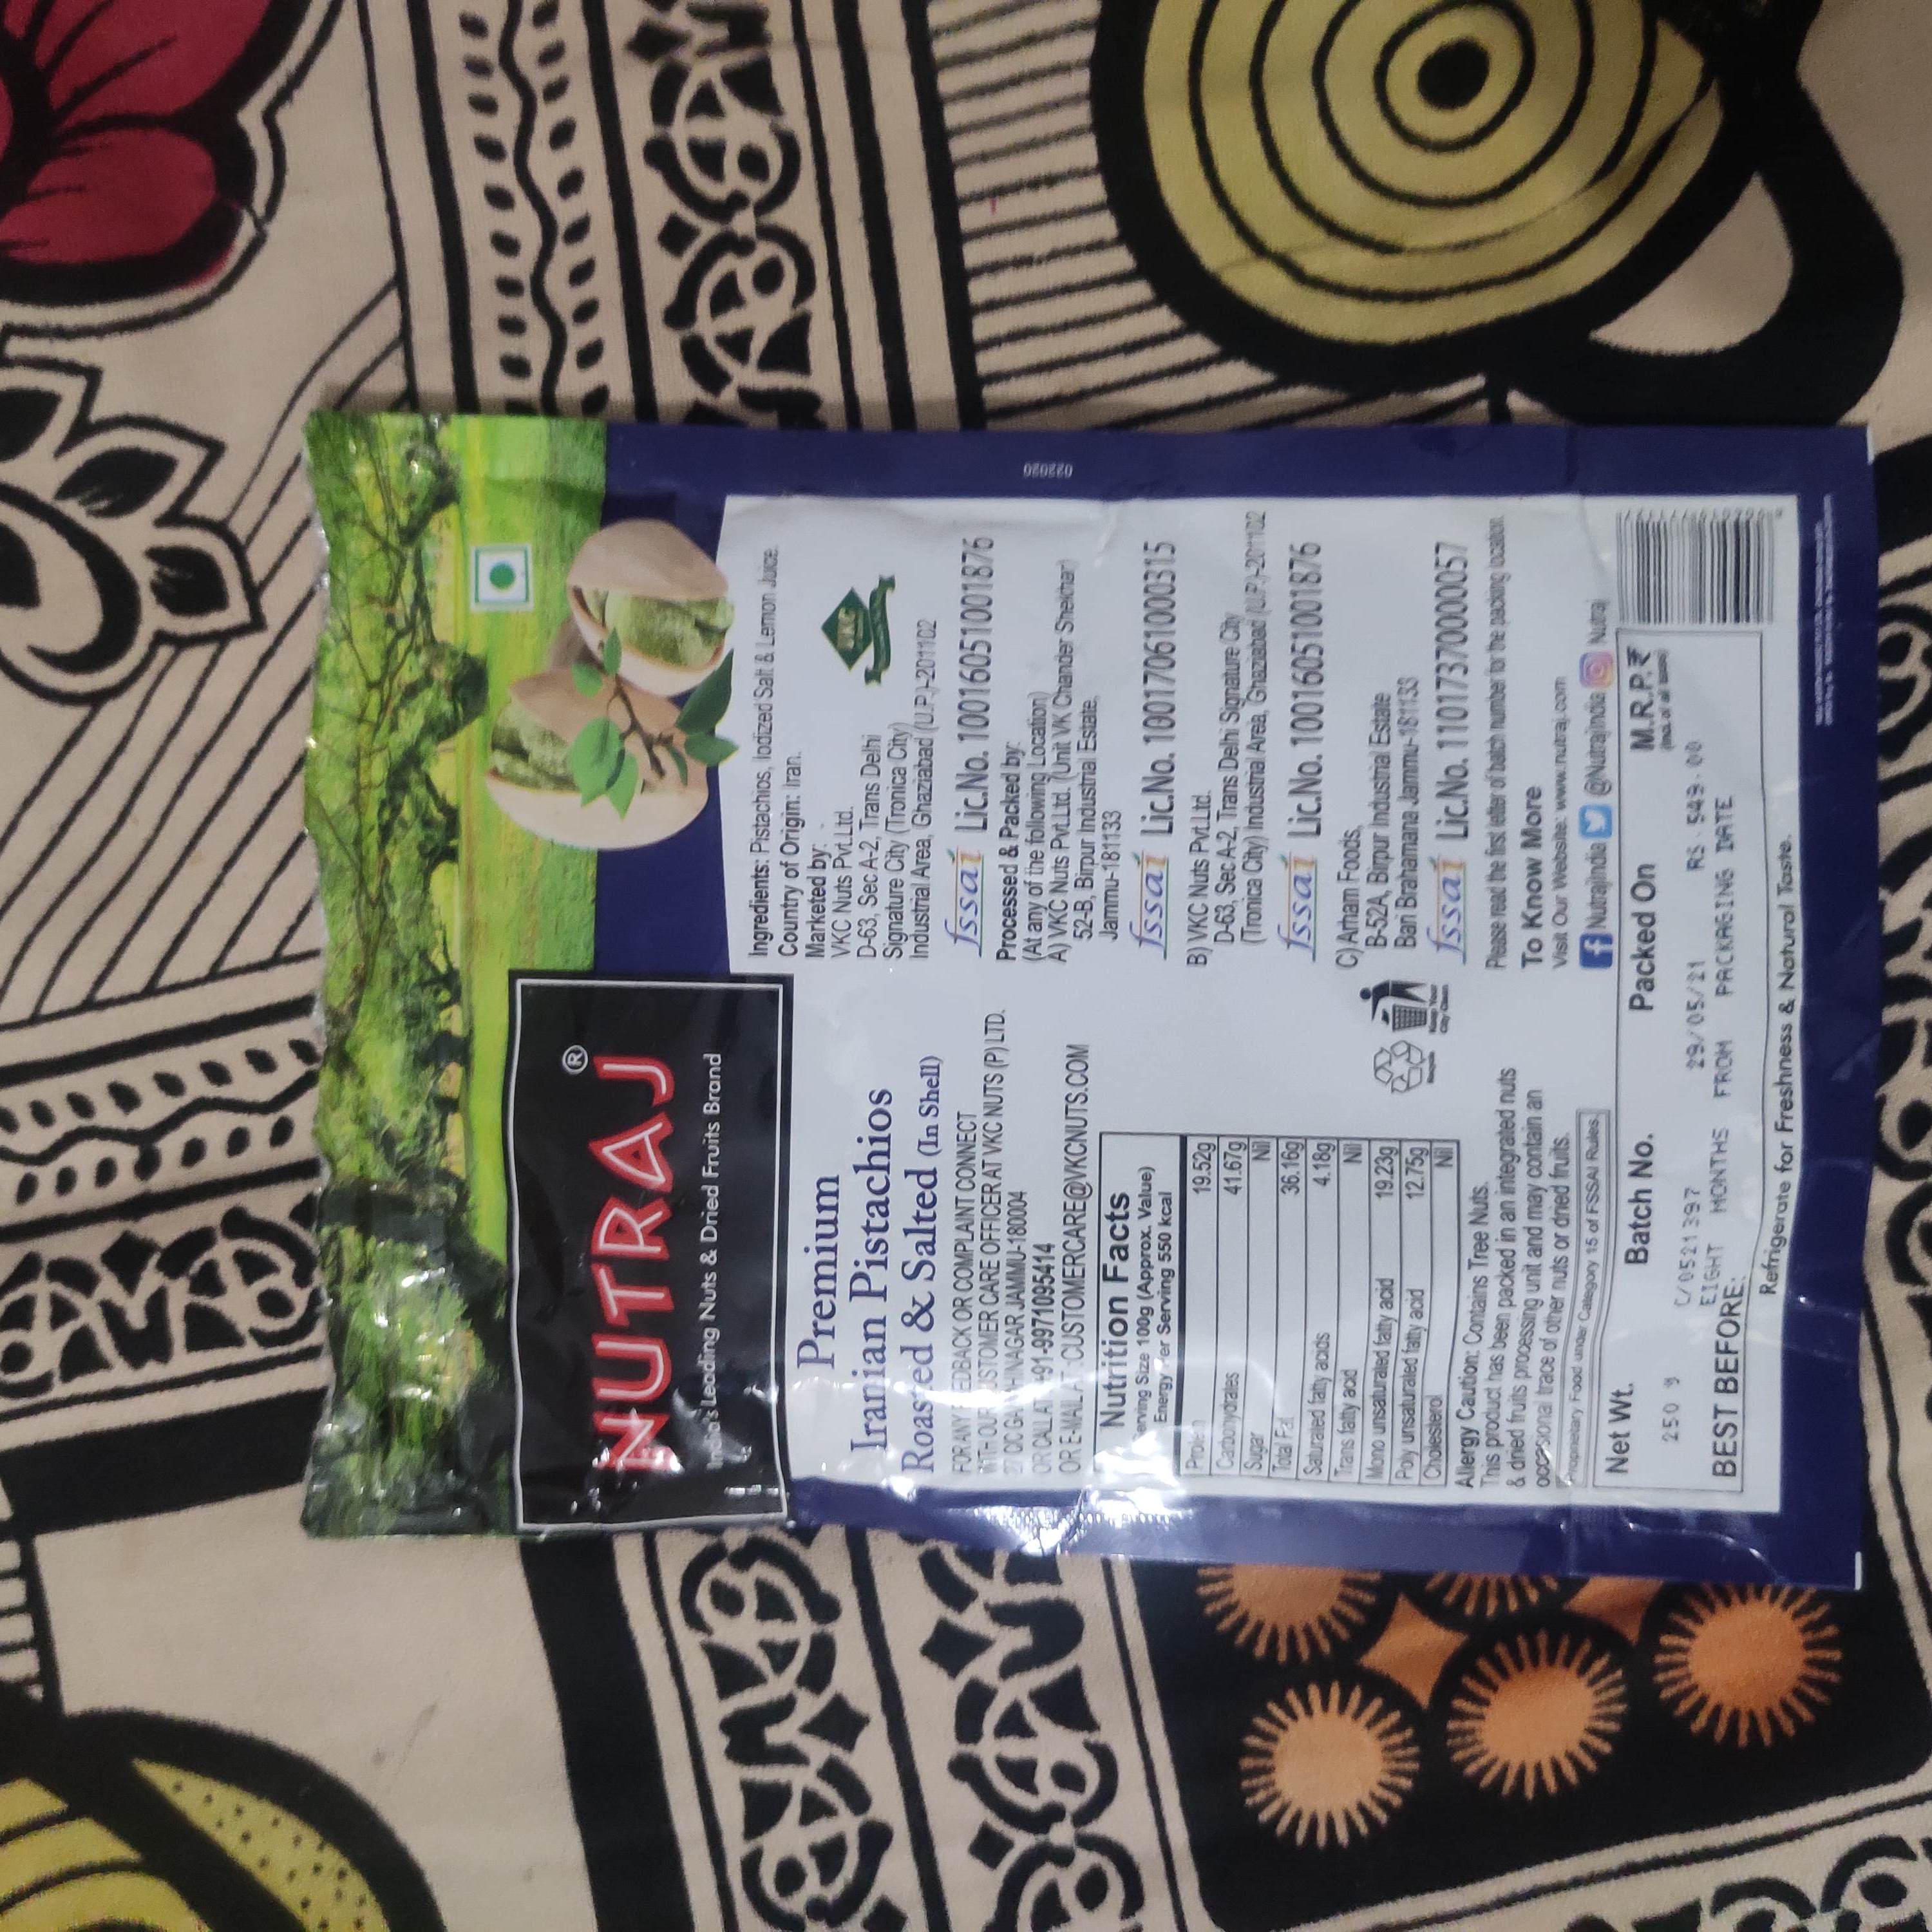 NUTRAJ®
India's Leading Nuts & Dried Fruits Brand
Premium
Iranian Pistachios
Roasted & Salted (In Shell)
FOR ANY FEEDBACK OR COMPLAINT CONNECT
WITH OUR CUSTOMER CARE OFFICER AT VKC NUTS (P) LTD.
27 OC GANDHINAGAR JAMMU-180004
OR CALL AT +91-9971095414
OR E-MAIL AT :CUSTOMERCARE@VKCNUTS.COM
Nutrition Facts
Serving Size 100g (Approx. Value)
Energy Per Serving 550 kcal
Protein 19.52g
Carbohydrates 41.67g
Sugar Nil
Total Fat 36.16g
Saturated fatty acids 4.18g
Trans fatty acid Nil
Mono unsaturated fatty acid 19.23g
Poly unsaturated fatty acid 12.75g
Cholesterol Nil
Allergy Caution: Contains Tree Nuts.
This product has been packed in an integrated nuts
& dried fruits processing unit and may contain an
occasional trace of other nuts or dried fruits.
Proprietary Food under Category 15 of FSSAI Rules.
Recycle
Keep Your
City Clean
Ingredients: Pistachios, Iodized Salt & Lemon Juice.
Country of Origin: Iran.
Marketed by:
VKC Nuts Pvt.Ltd.
D-63, Sec A-2, Trans Delhi
Signature City (Tronica City)
Industrial Area, Ghaziabad (U.P.)-201102
VKC
fssai Lic.No. 10016051001876
Processed & Packed by:
(At any of the following Location)
A) VKC Nuts Pvt.Ltd. (Unit VK Chander Shekhar)
52-B, Birpur Industrial Estate,
Jammu-181133
fssai Lic.No. 10017061000315
B) VKC Nuts Pvt.Ltd.
D-63, Sec A-2, Trans Delhi Signature City
(Tronica City) Industrial Area, Ghaziabad (U.P.)-201102
fssai Lic.No. 10016051001876
C) Arham Foods,
B-52A, Birpur Industrial Estate
Bari Brahamana Jammu-181133
fssai Lic.No. 11017370000057
Please read the first letter of batch number for the packing location.
To Know More
Visit Our Website: www.nutraj.com
NutrajIndia @NutrajIndia Nutraj
022020
Net Wt. Batch No. Packed On M.R.P.₹
(Incl. of all taxes)
250 g C/0521397 29/05/21 RS.549.00
BEST BEFORE: EIGHT MONTHS FROM PACKAGING DATE
Refrigerate for Freshness & Natural Taste.